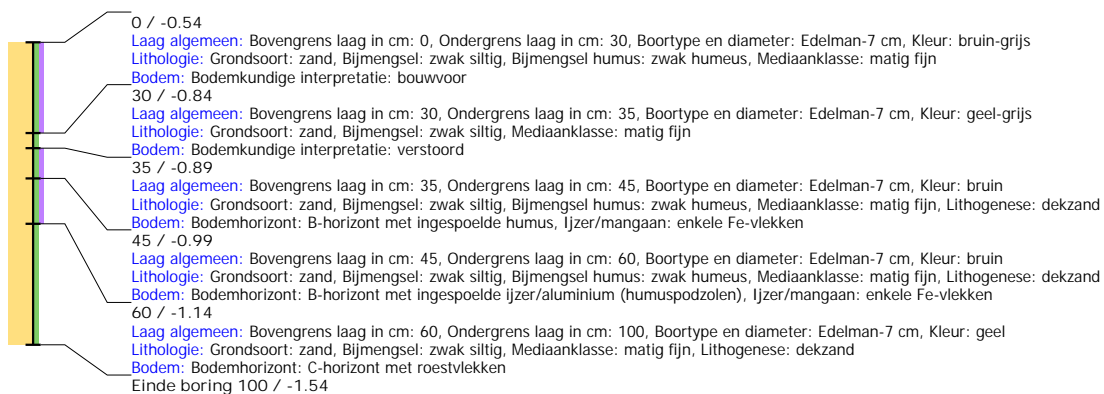 0 / -0.54
Laag algemeen: Bovengrens laag in cm: 0, Ondergrens laag in cm: 30, Boortype en diameter: Edelman-7 cm, Kleur: bruin-grijs
Lithologie: Grondsoort: zand, Bijmengsel: zwak siltig, Bijmengsel humus: zwak humeus, Mediaanklasse: matig fijn
Bodem: Bodemkundige interpretatie: bouwvoor
30 / -0.84
Laag algemeen: Bovengrens laag in cm: 30, Ondergrens laag in cm: 35, Boortype en diameter: Edelman-7 cm, Kleur: geel-grijs
Lithologie: Grondsoort: zand, Bijmengsel: zwak siltig, Mediaanklasse: matig fijn
Bodem: Bodemkundige interpretatie: verstoord
35 / -0.89
Laag algemeen: Bovengrens laag in cm: 35, Ondergrens laag in cm: 45, Boortype en diameter: Edelman-7 cm, Kleur: bruin
Lithologie: Grondsoort: zand, Bijmengsel: zwak siltig, Bijmengsel humus: zwak humeus, Mediaanklasse: matig fijn, Lithogenese: dekzand
Bodem: Bodemhorizont: B-horizont met ingespoelde humus, Ijzer/mangaan: enkele Fe-vlekken
45 / -0.99
Laag algemeen: Bovengrens laag in cm: 45, Ondergrens laag in cm: 60, Boortype en diameter: Edelman-7 cm, Kleur: bruin
Lithologie: Grondsoort: zand, Bijmengsel: zwak siltig, Bijmengsel humus: zwak humeus, Mediaanklasse: matig fijn, Lithogenese: dekzand
Bodem: Bodemhorizont: B-horizont met ingespoelde ijzer/aluminium (humuspodzolen), Ijzer/mangaan: enkele Fe-vlekken
60 / -1.14
Laag algemeen: Bovengrens laag in cm: 60, Ondergrens laag in cm: 100, Boortype en diameter: Edelman-7 cm, Kleur: geel
Lithologie: Grondsoort: zand, Bijmengsel: zwak siltig, Mediaanklasse: matig fijn, Lithogenese: dekzand
Bodem: Bodemhorizont: C-horizont met roestvlekken
Einde boring 100 / -1.54